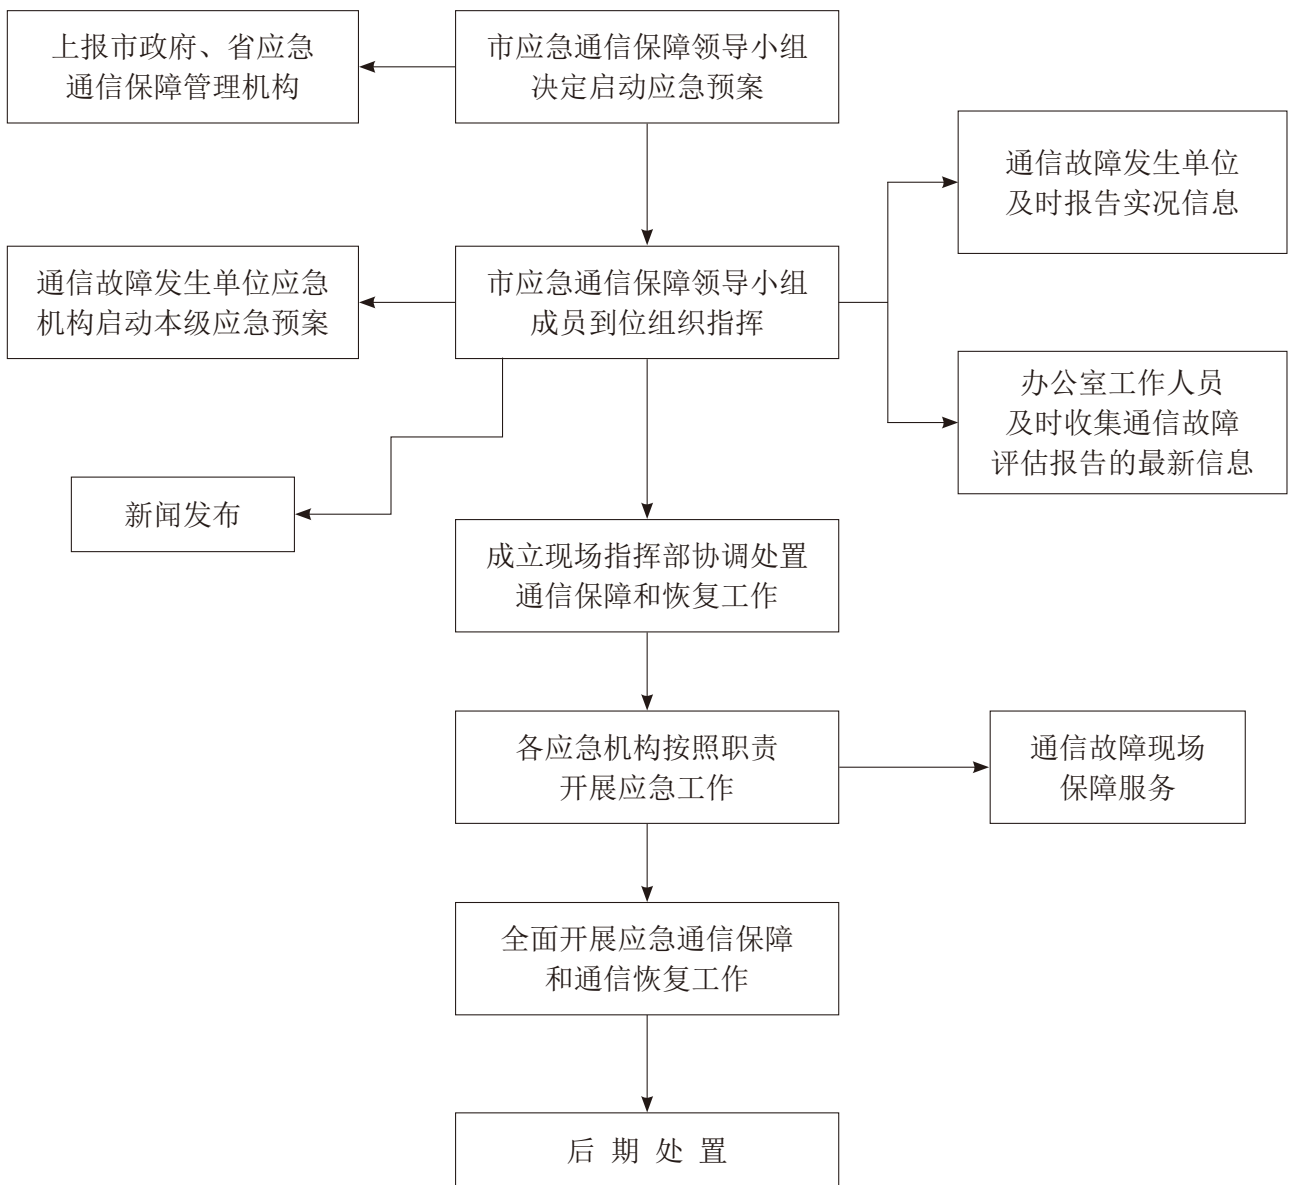 上报市政府、省应急
通信保障管理机构
市应急通信保障领导小组
决定启动应急预案
通信故障发生单位
及时报告实况信息
通信故障发生单位应急
机构启动本级应急预案
市应急通信保障领导小组
成员到位组织指挥
办公室工作人员
及时收集通信故障
评估报告的最新信息
新闻发布
成立现场指挥部协调处置
通信保障和恢复工作
各应急机构按照职责
开展应急工作
通信故障现场
保障服务
全面开展应急通信保障
和通信恢复工作
后 期 处 置